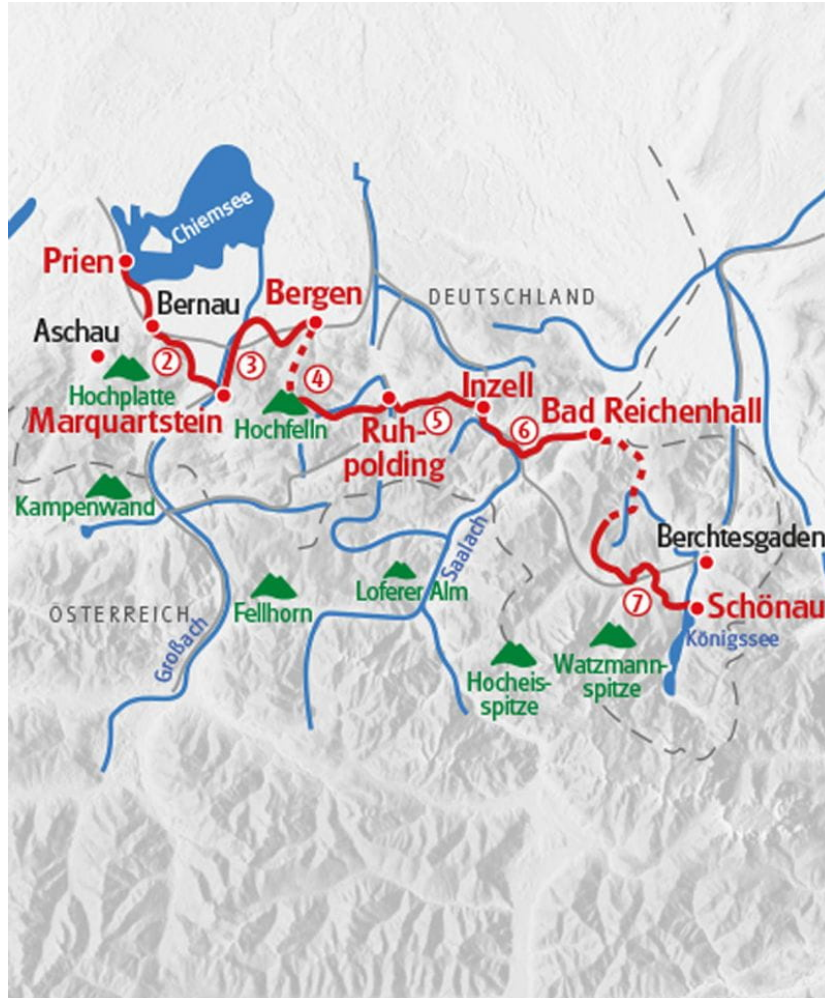 Chiemsee
Prien
Bernau
Bergen
DEUTSCHLAND
Aschau
2
3
4
Hochplatte
Marquartstein
Hochfelln
Ruh-
polding
5
Inzell
6
Bad Reichenhall
Kampenwand
Saalach
Berchtesgaden
ÖSTERREICH
Großach
Fellhorn
Loferer Alm
7
Schönau
Königssee
Hocheis-
spitze
Watzmann-
spitze